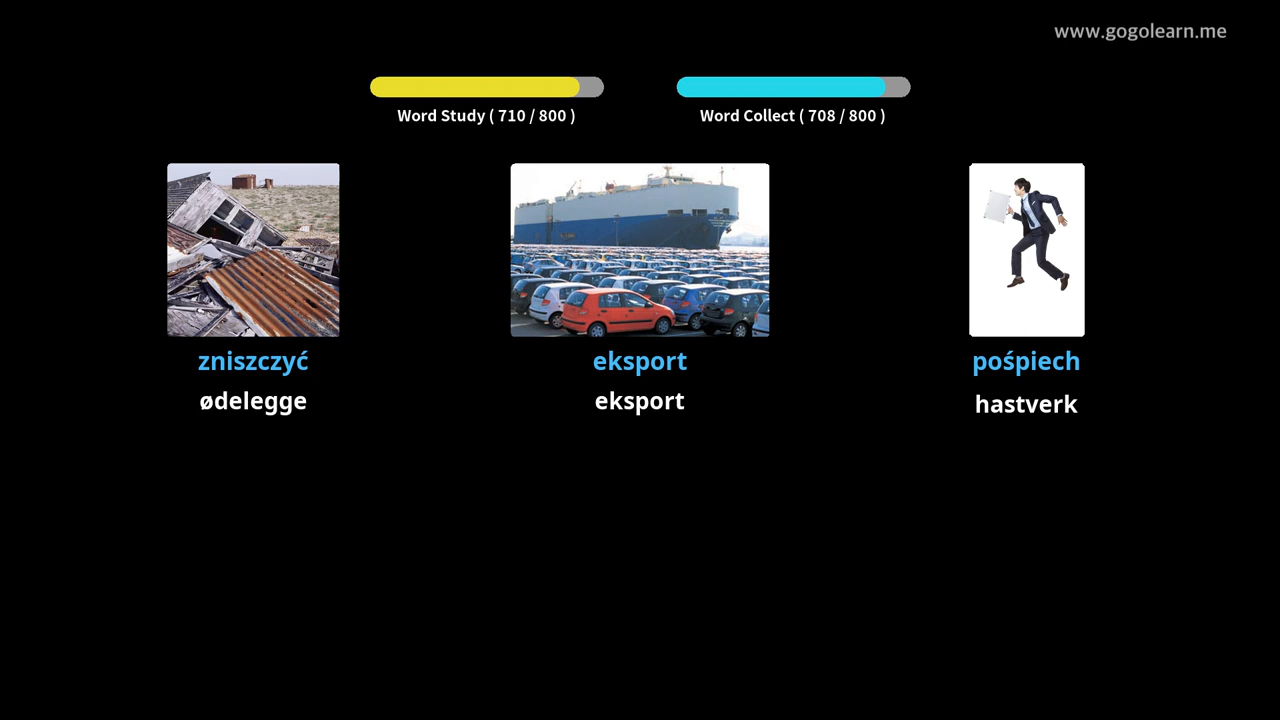 www.gogolearn.me
Word Study ( 710 / 800 )
Word Collect ( 708 / 800 )
zniszczyć
ødelegge
eksport
eksport
pośpiech
hastverk